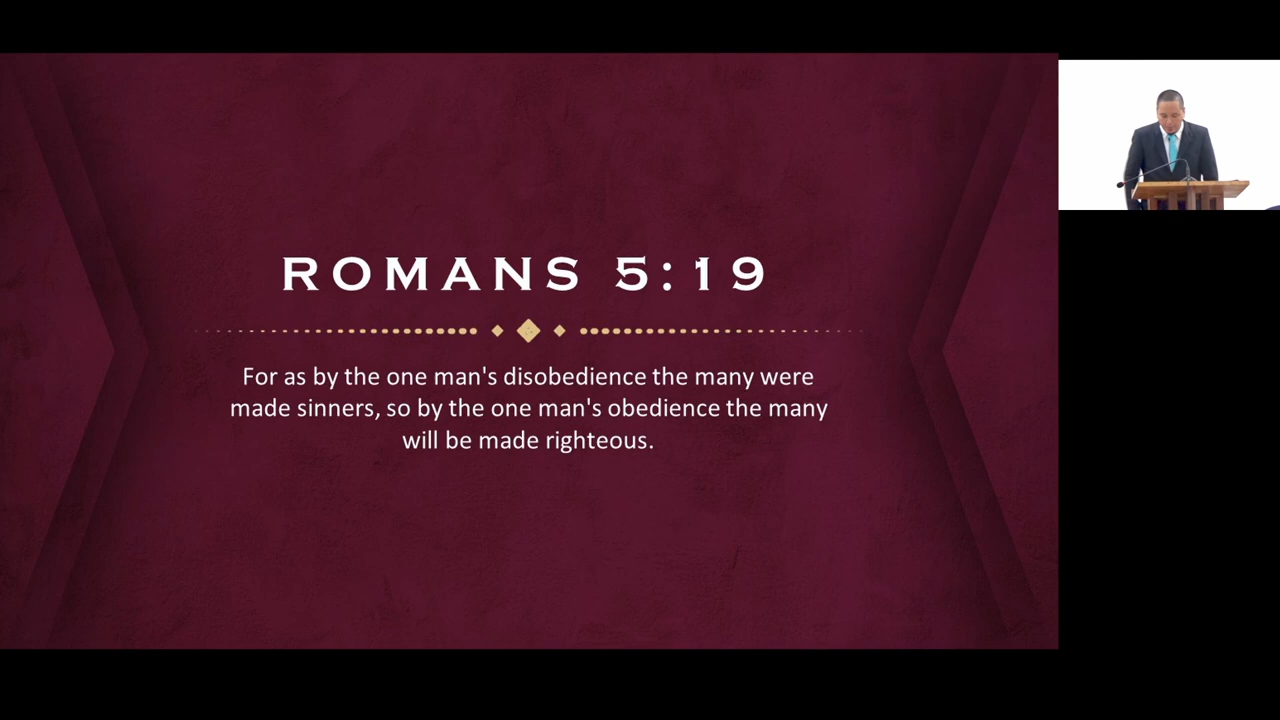 ROMANS 5:19
For as by the one man's disobedience the many were
made sinners, so by the one man's obedience the many
will be made righteous.